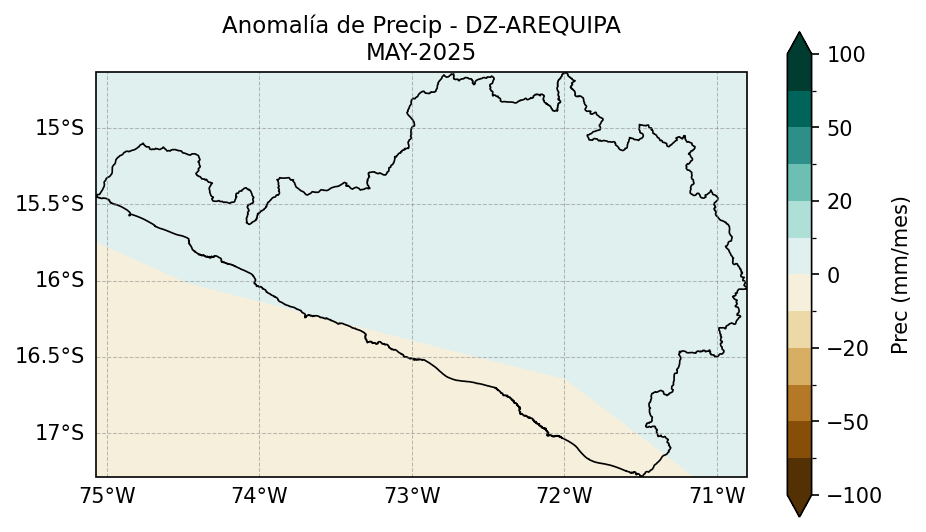 Anomalía de Precip - DZ-AREQUIPA
MAY-2025
15°S
15.5°S
16°S
16.5°S
17°S
75°W
74°W
73°W
72°W
71°W
100
50
20
0
−20
−50
−100
Prec (mm/mes)